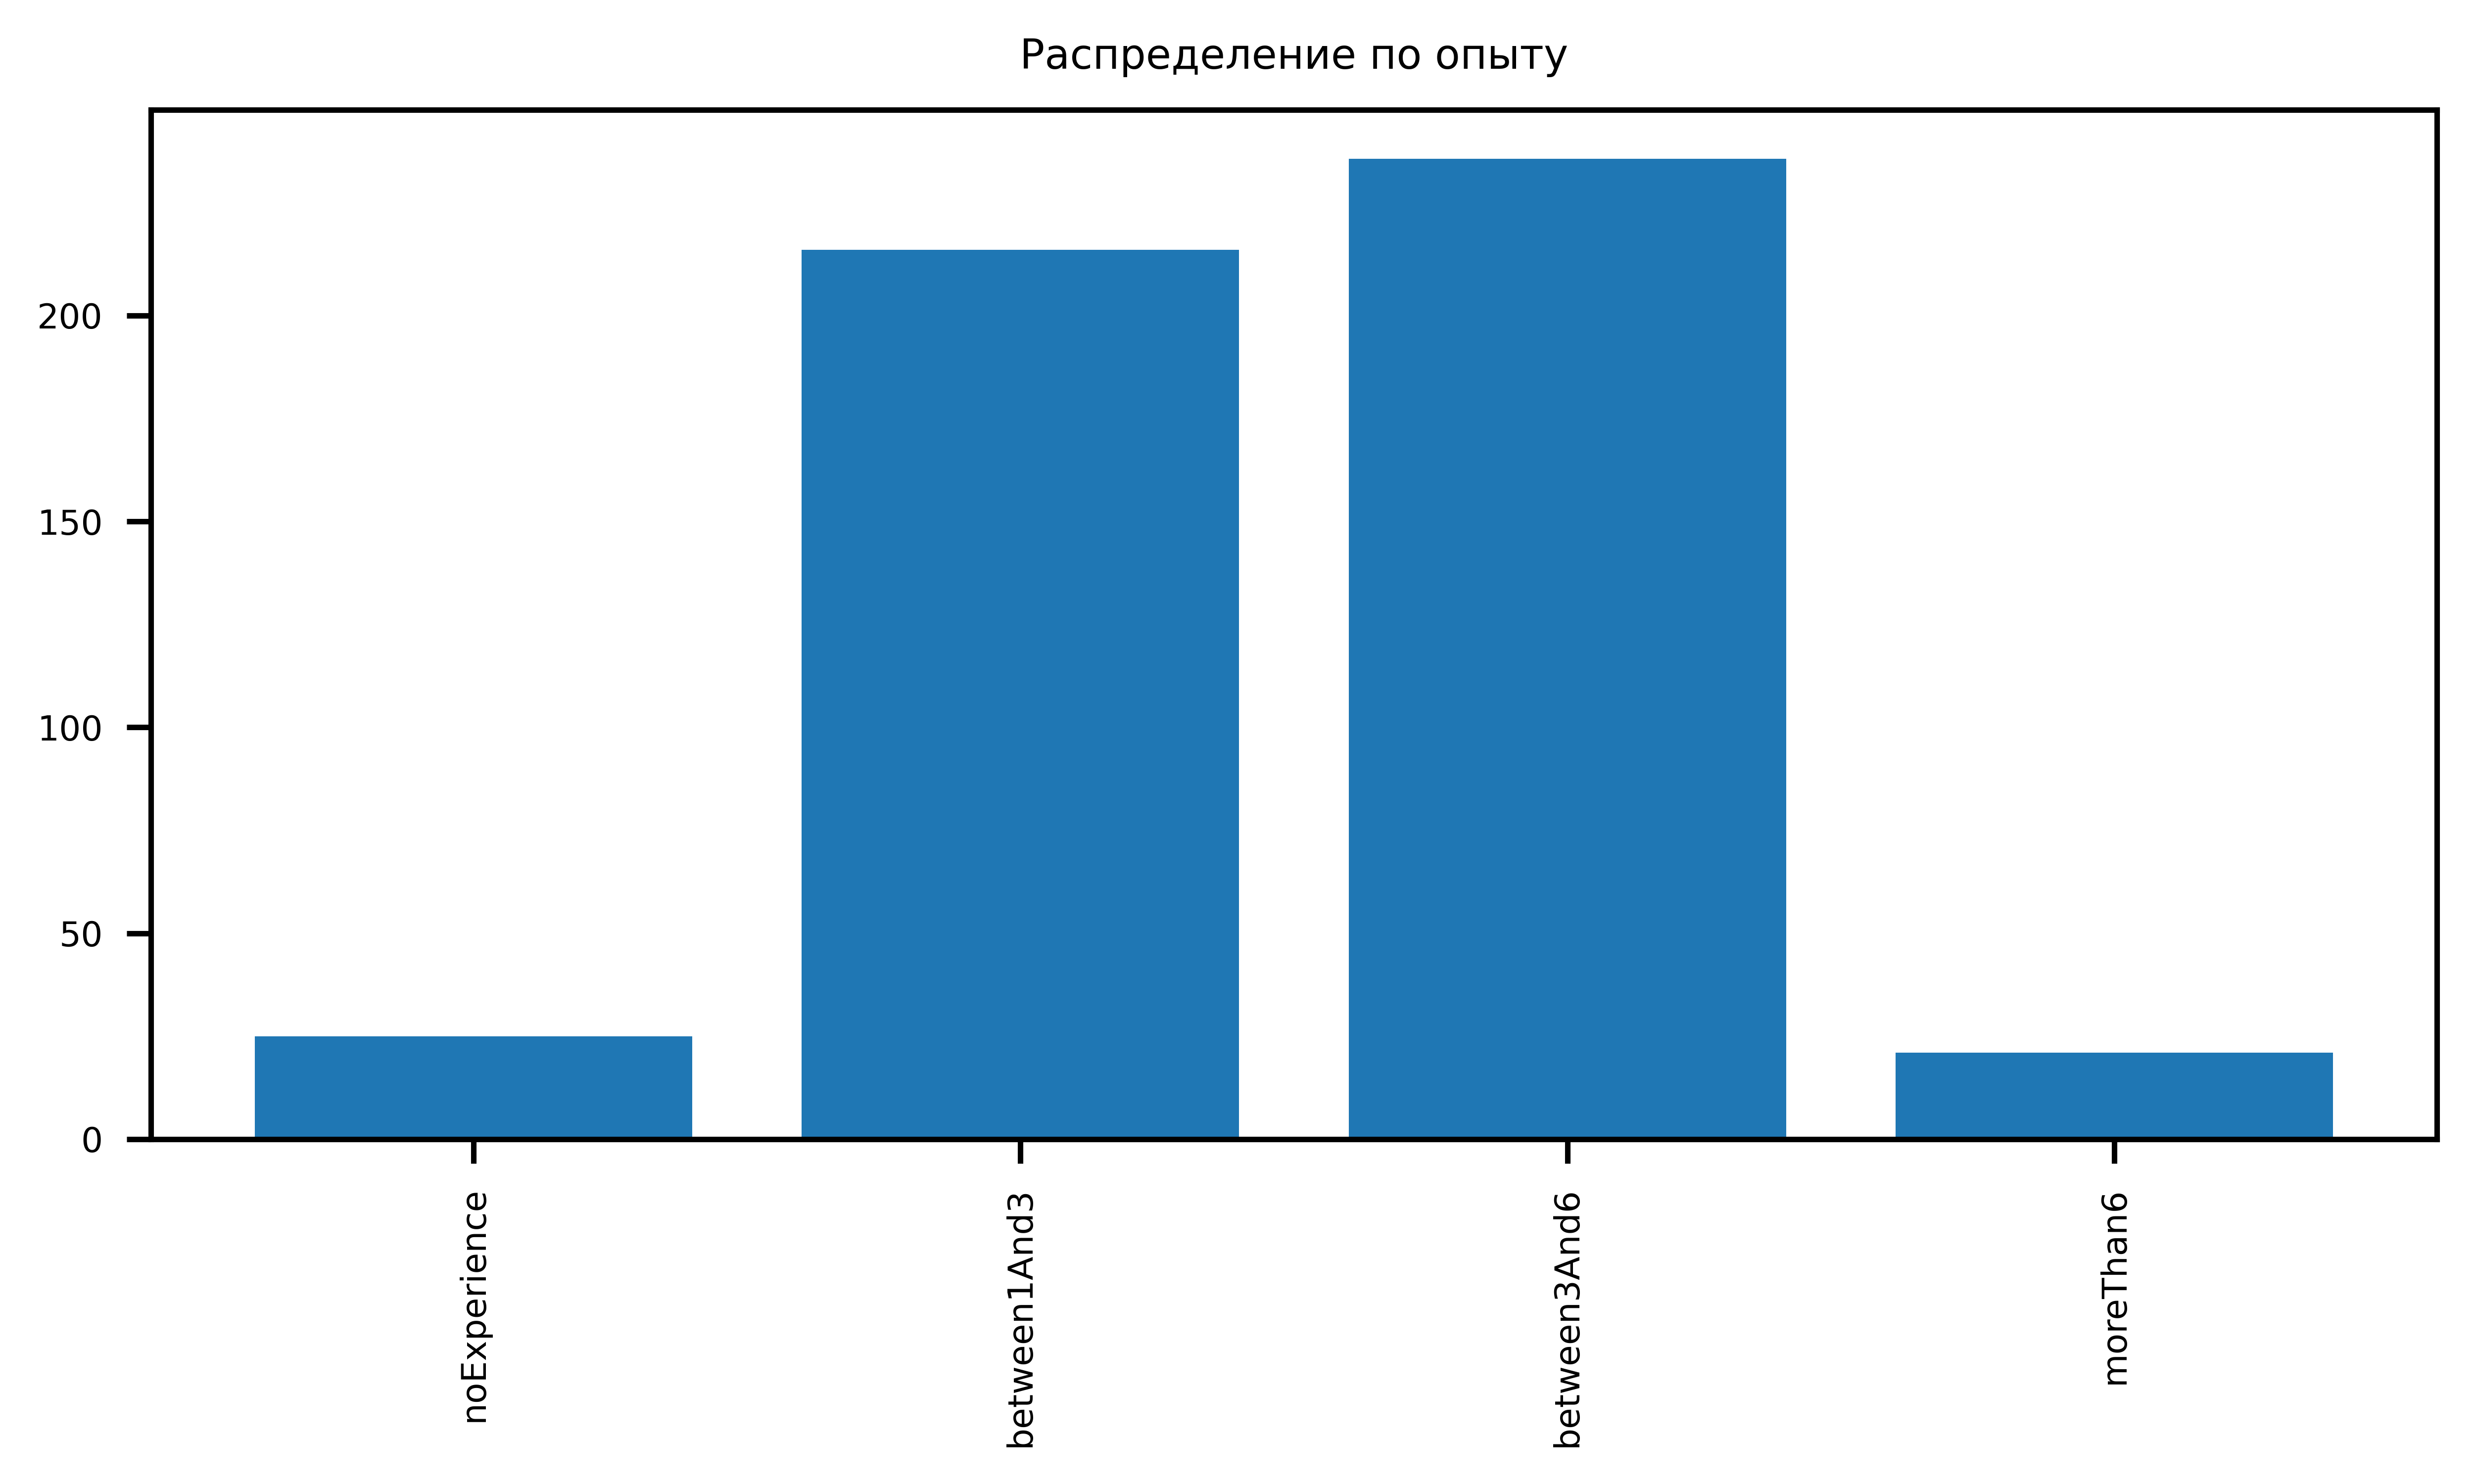 Распределение по опыту
200
150
100
50
0
noExperience
between1And3
between3And6
moreThan6